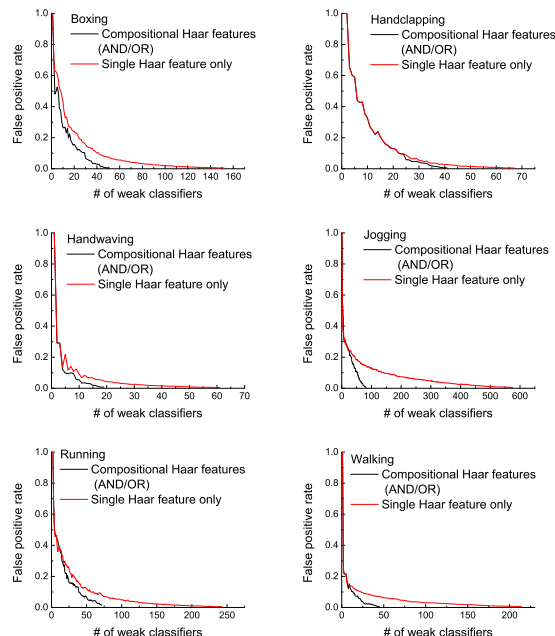 Boxing
Compositional Haar features
(AND/OR)
Single Haar feature only
False positive rate
1.0
0.8
0.6
0.4
0.2
0.0
0 20 40 60 80 100 120 140 160
# of weak classifiers
Handclapping
Compositional Haar features
(AND/OR)
Single Haar feature only
False positive rate
1.0
0.8
0.6
0.4
0.2
0.0
0 10 20 30 40 50 60 70
# of weak classifiers
Handwaving
Compositional Haar features
(AND/OR)
Single Haar feature only
False positive rate
1.0
0.8
0.6
0.4
0.2
0.0
0 10 20 30 40 50 60 70
# of weak classifiers
Jogging
Compositional Haar features
(AND/OR)
Single Haar feature only
False positive rate
1.0
0.8
0.6
0.4
0.2
0.0
0 100 200 300 400 500 600
# of weak classifiers
Running
Compositional Haar features
(AND/OR)
Single Haar feature only
False positive rate
1.0
0.8
0.6
0.4
0.2
0.0
0 50 100 150 200 250
# of weak classifiers
Walking
Compositional Haar features
(AND/OR)
Single Haar feature only
False positive rate
1.0
0.8
0.6
0.4
0.2
0.0
0 50 100 150 200
# of weak classifiers